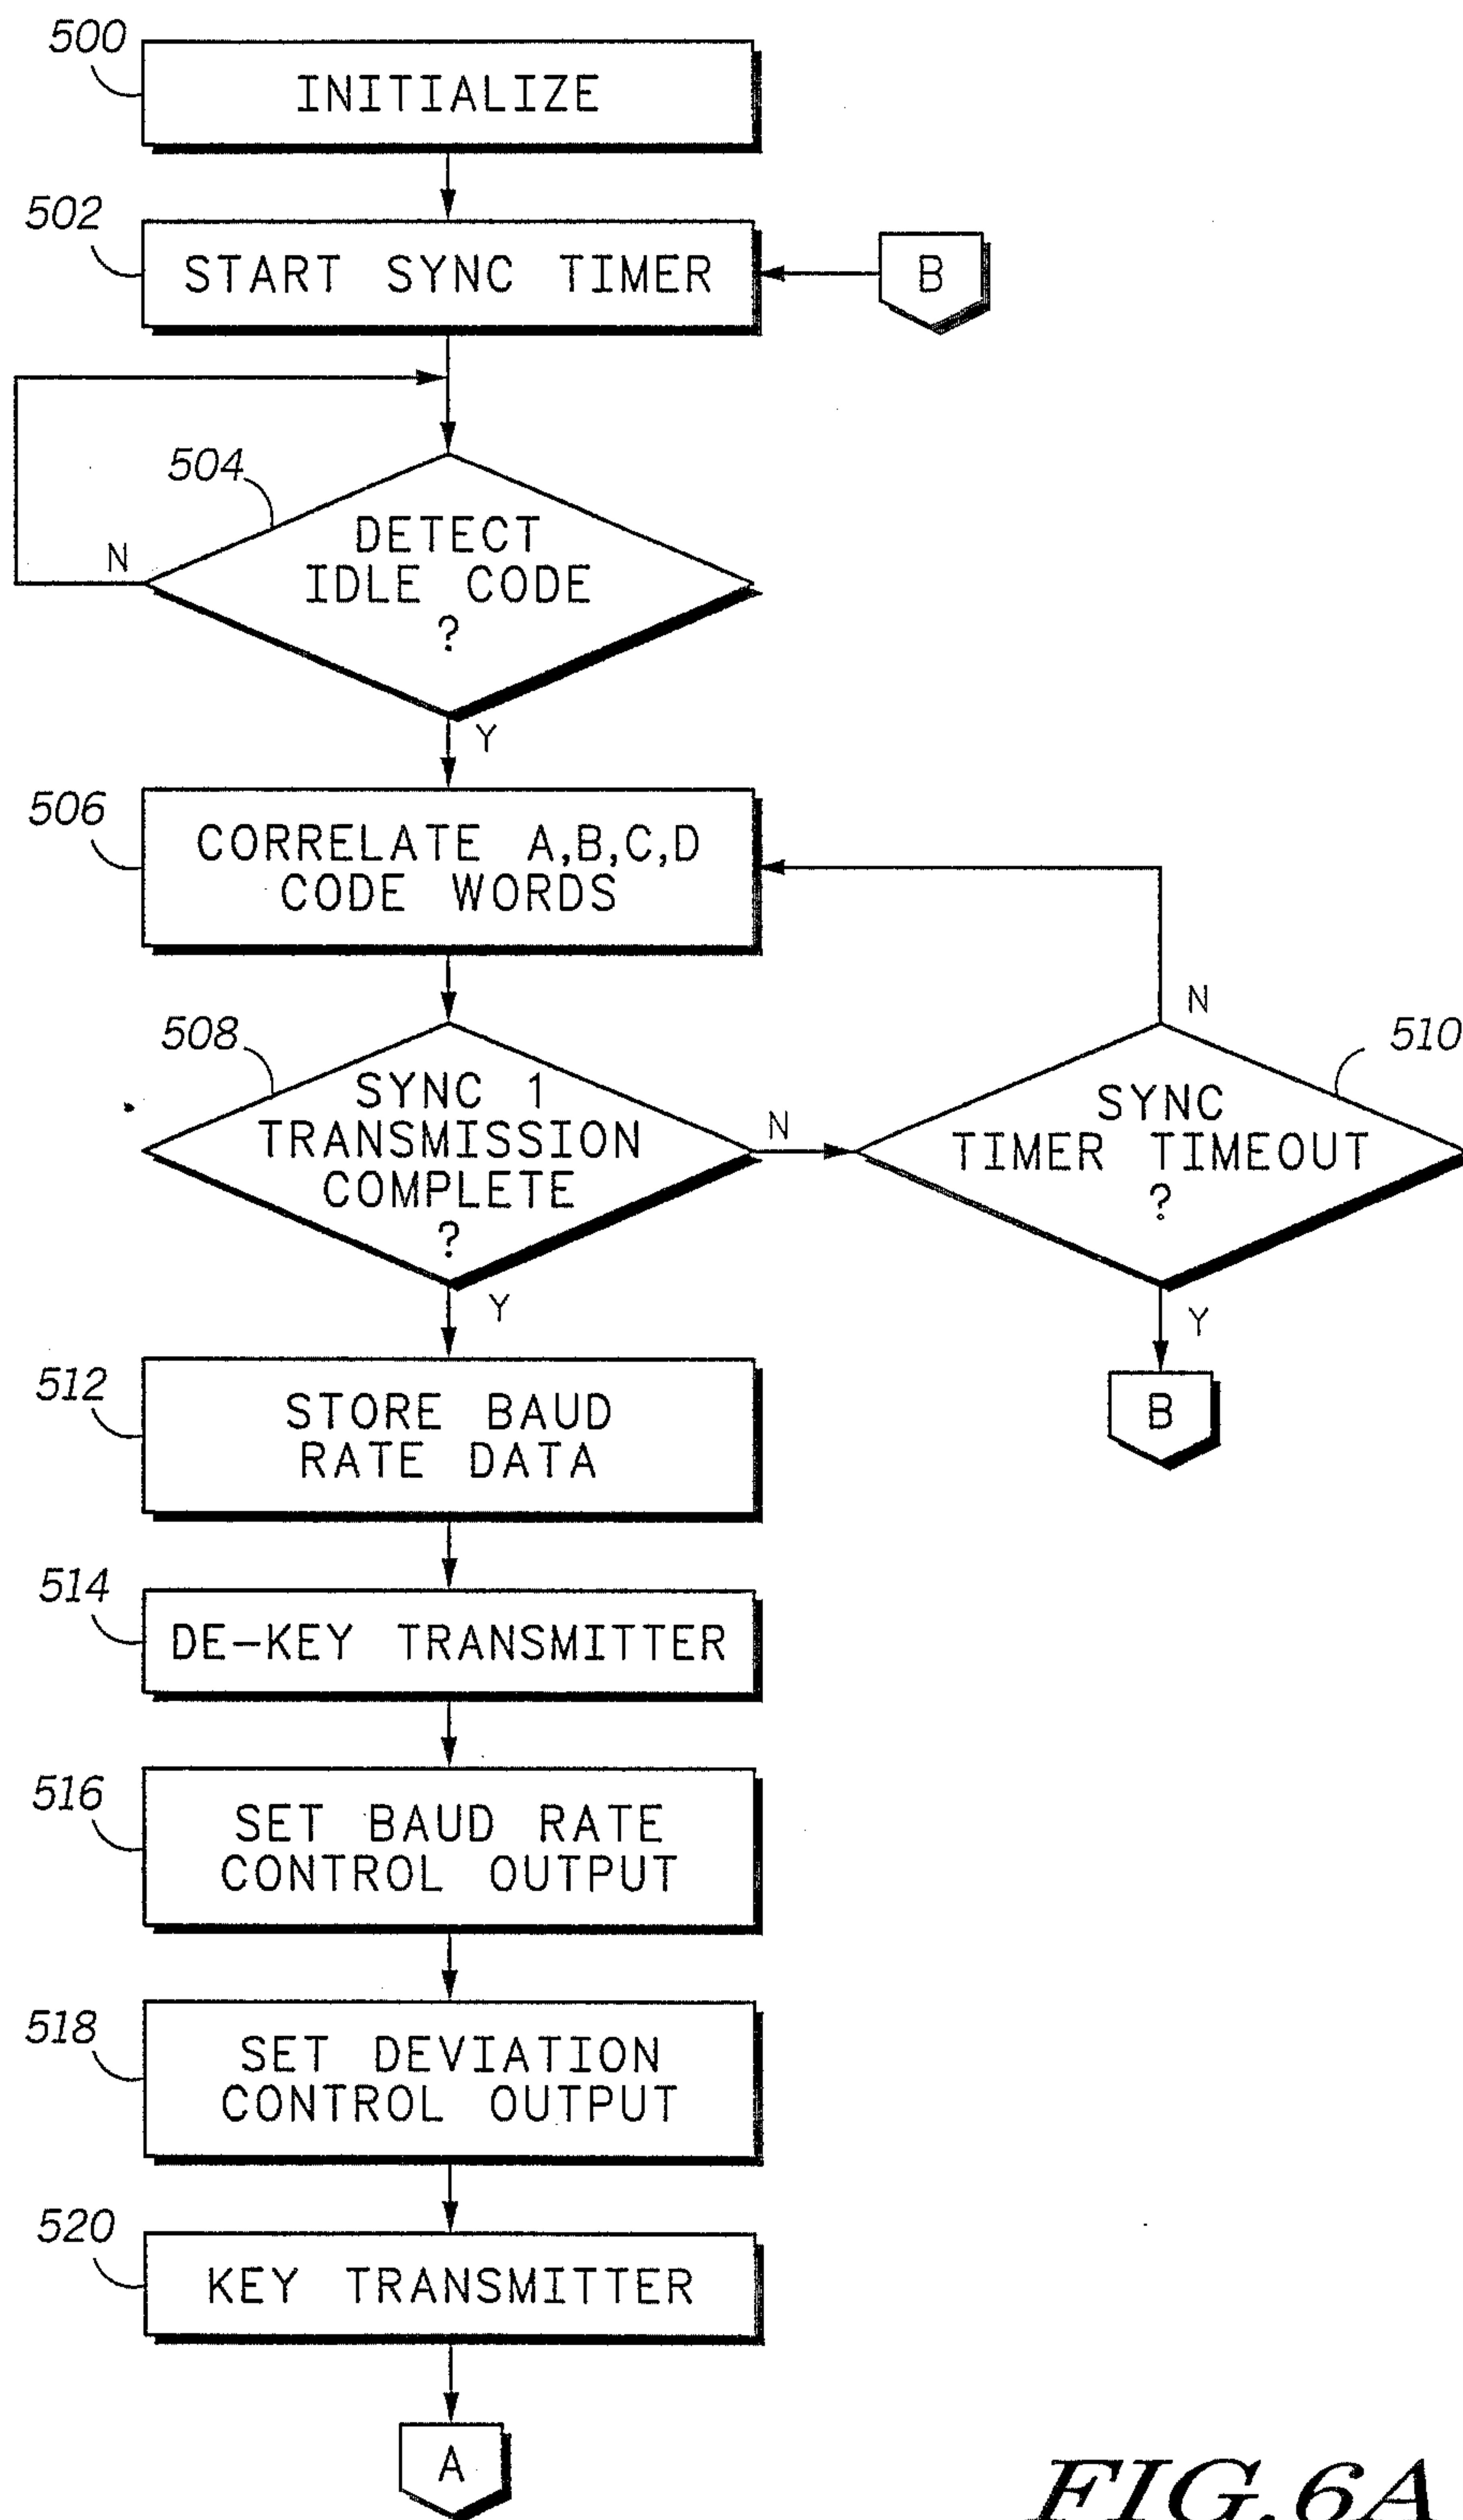 500
INITIALIZE
502
START SYNC TIMER
B
504
DETECT
IDLE CODE
?
N
Y
506
CORRELATE A,B,C,D
CODE WORDS
508
SYNC 1
TRANSMISSION
COMPLETE
?
N
Y
510
SYNC
TIMER TIMEOUT
?
N
Y
B
512
STORE BAUD
RATE DATA
514
DE-KEY TRANSMITTER
516
SET BAUD RATE
CONTROL OUTPUT
518
SET DEVIATION
CONTROL OUTPUT
520
KEY TRANSMITTER
A
FIG.6A